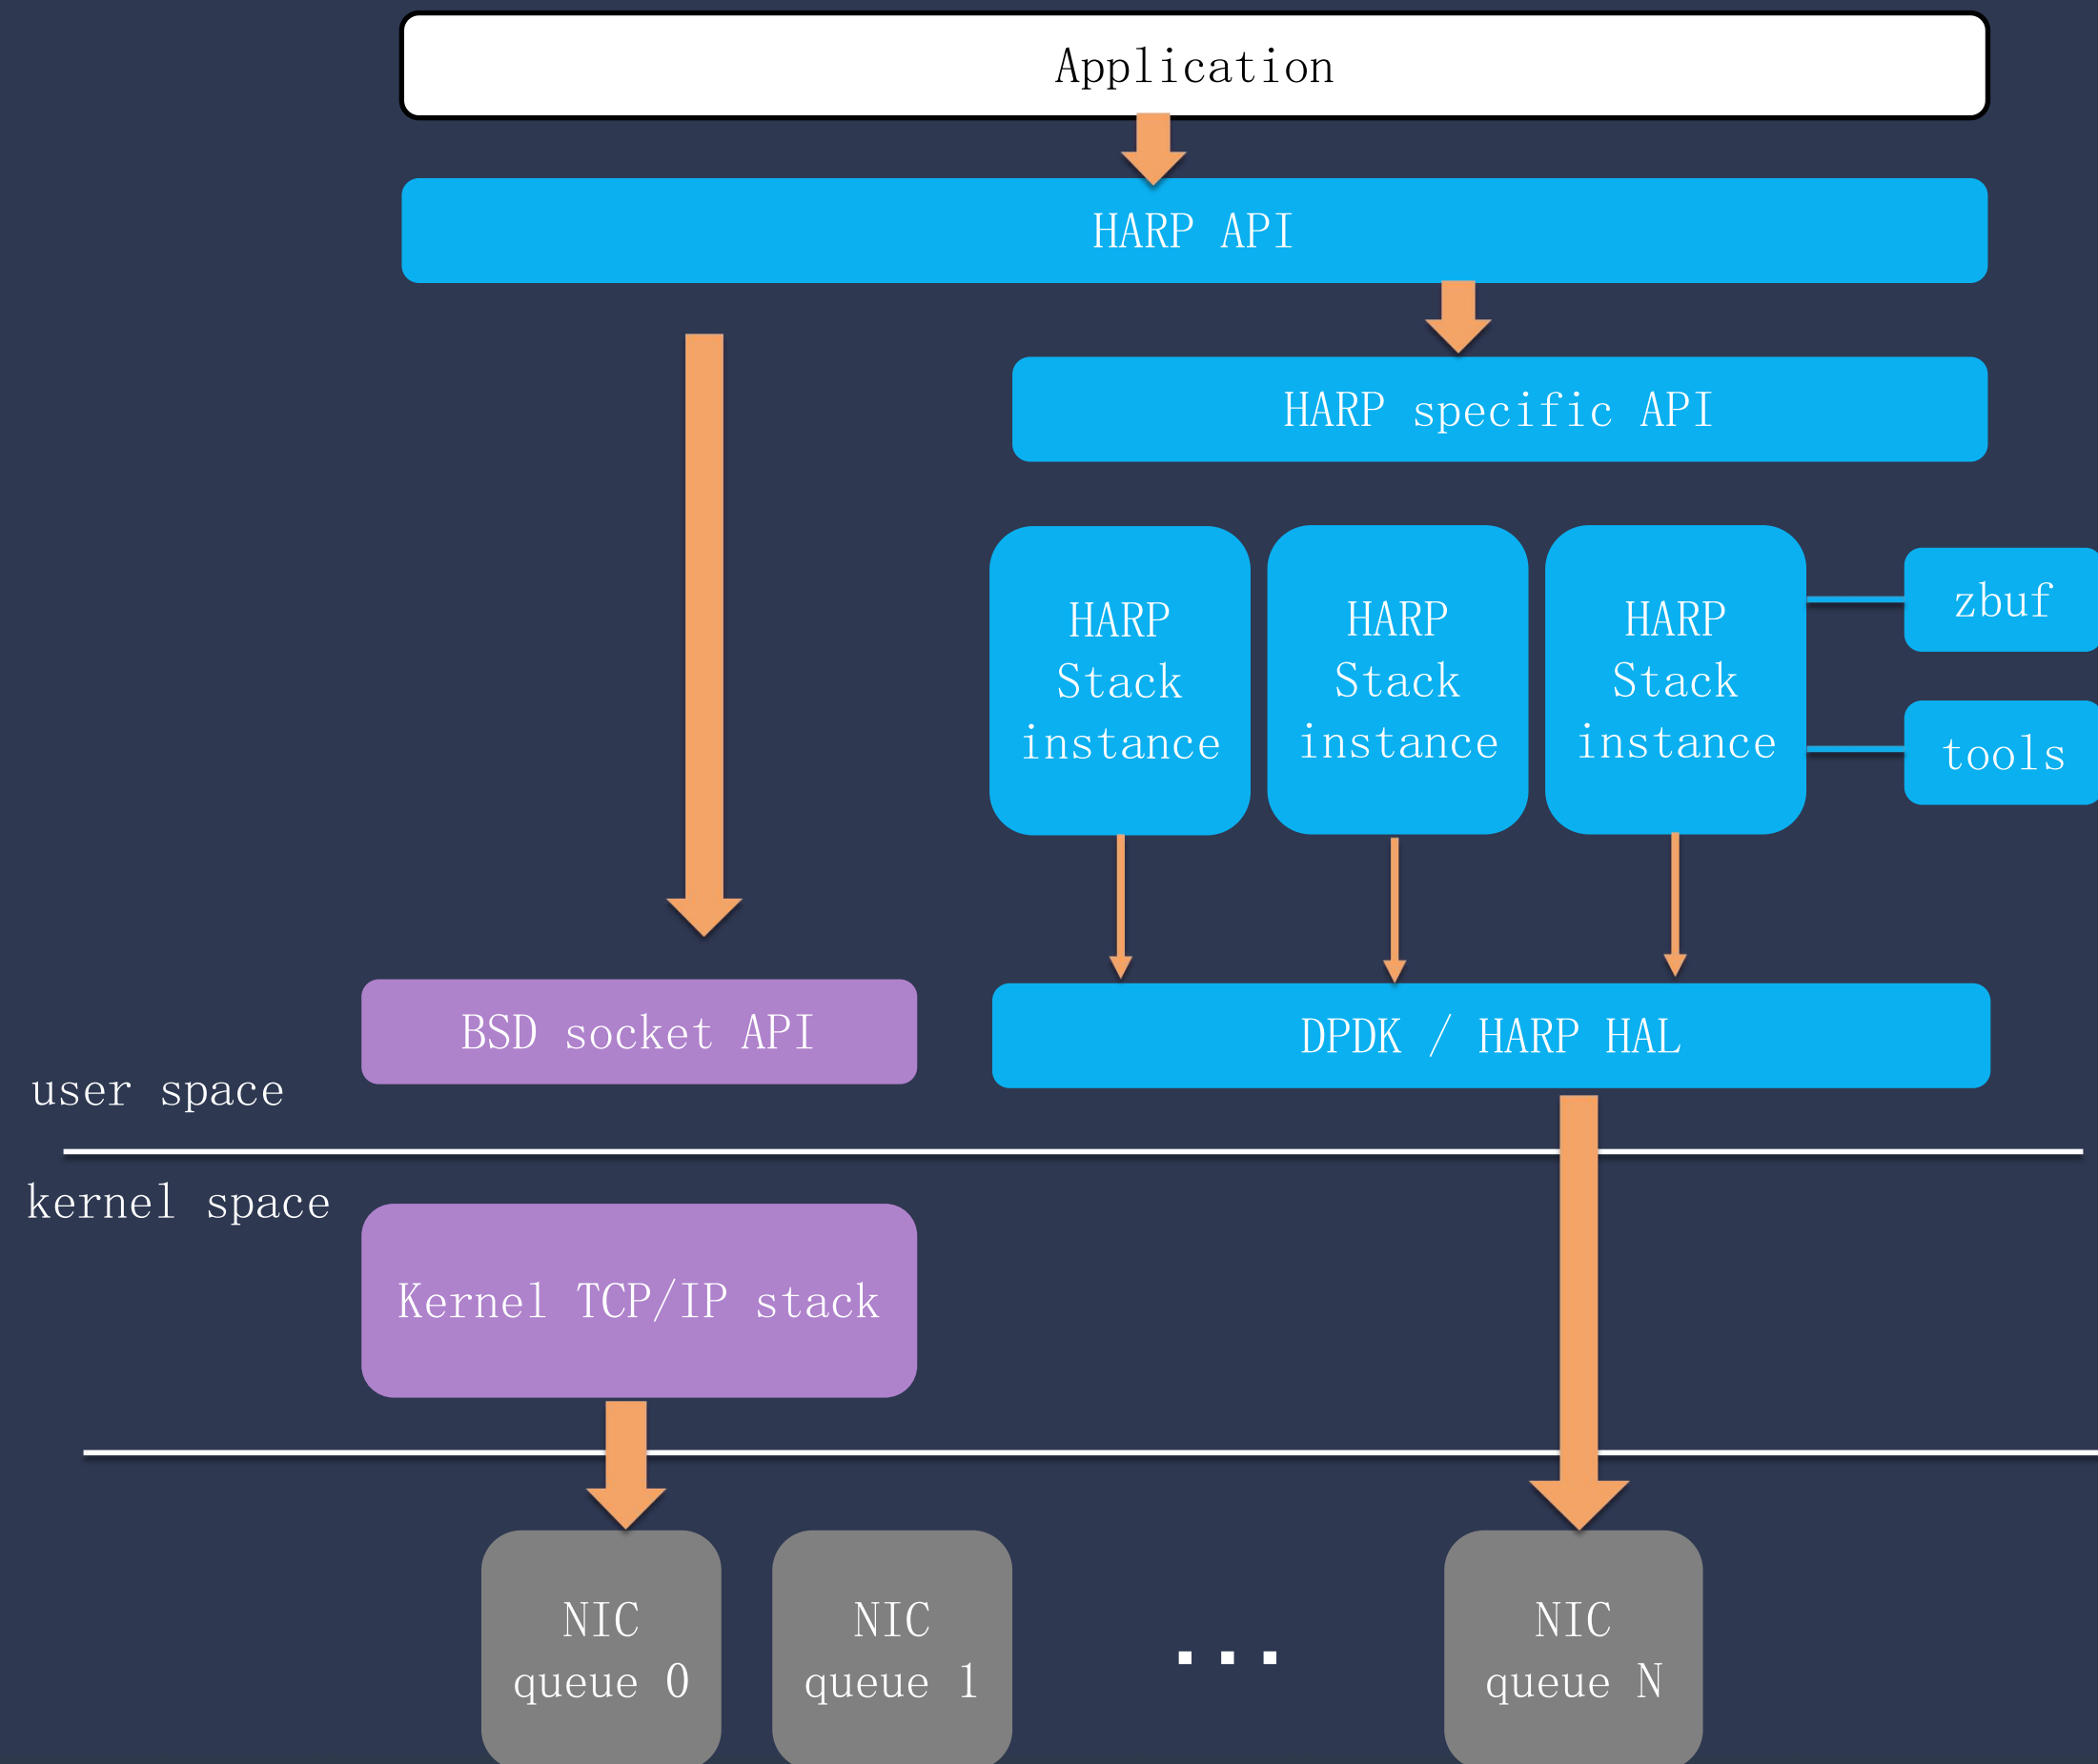 Application
HARP API
HARP specific API
HARP
Stack
instance
HARP
Stack
instance
HARP
Stack
instance
zbuf
tools
BSD socket API
DPDK / HARP HAL
user space
kernel space
Kernel TCP/IP stack
NIC
queue 0
NIC
queue 1
...
NIC
queue N